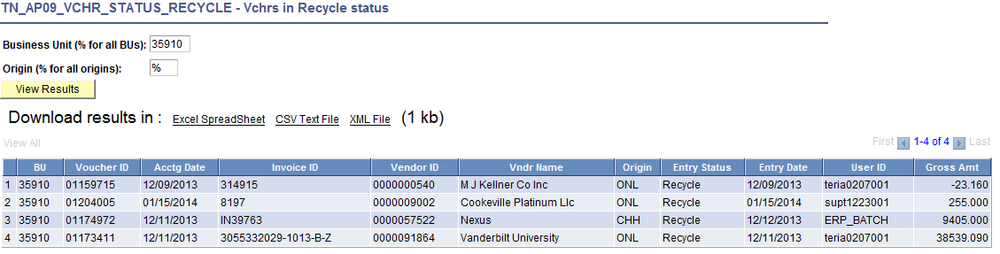 TN_AP09_VCHR_STATUS_RECYCLE - Vchrs in Recycle status
Business Unit (% for all BUs): 35910
Origin (% for all origins): %
View Results
Download results in : Excel SpreadSheet CSV Text File XML File (1 kb)
View All First 1-4 of 4 Last
BU Voucher ID Acctg Date Invoice ID Vendor ID Vndr Name Origin Entry Status Entry Date User ID Gross Amt
1 35910 01159715 12/09/2013 314915 0000000540 M J Kellner Co Inc ONL Recycle 12/09/2013 teria0207001 -23.160
2 35910 01204005 01/15/2014 8197 0000009002 Cookeville Platinum Llc ONL Recycle 01/15/2014 supt1223001 255.000
3 35910 01174972 12/11/2013 IN39763 0000057522 Nexus CHH Recycle 12/12/2013 ERP_BATCH 9405.000
4 35910 01173411 12/11/2013 3055332029-1013-B-Z 0000091864 Vanderbilt University ONL Recycle 12/11/2013 teria0207001 38539.090